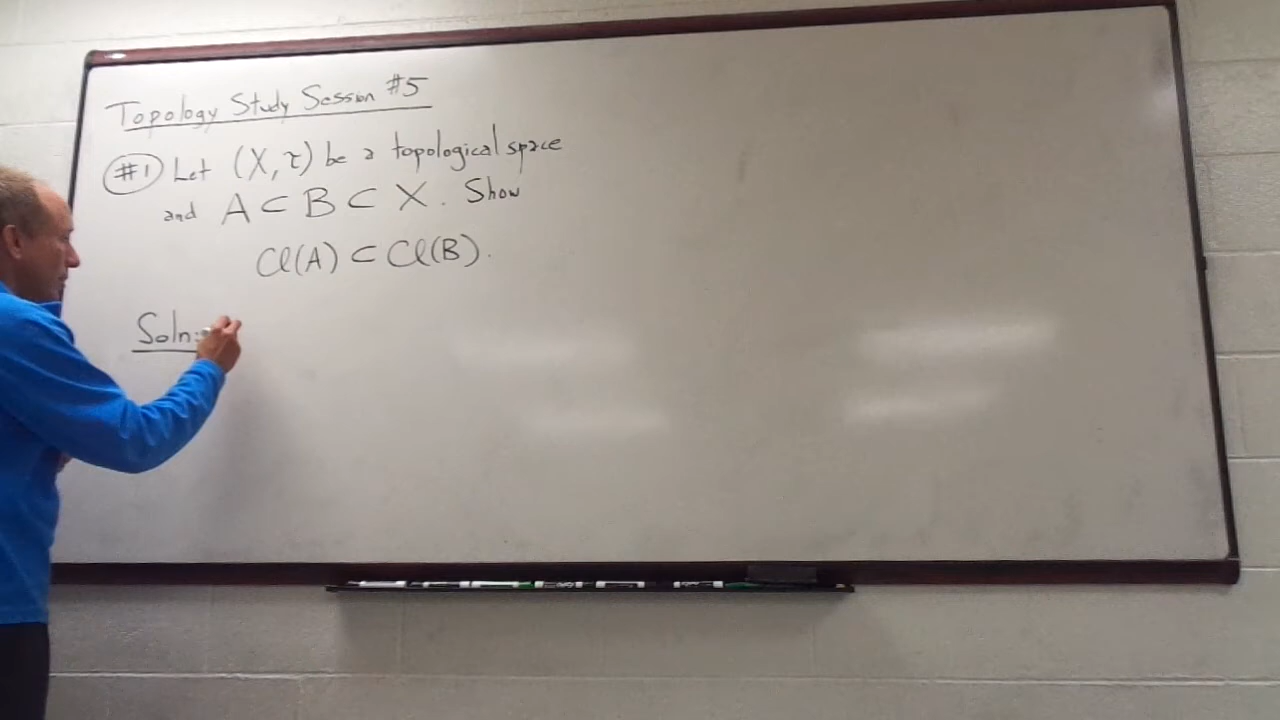 Topology Study Session #5
#1 Let (X, τ) be a topological space
and A ⊂ B ⊂ X. Show
Cl(A) ⊂ Cl(B).
Soln: